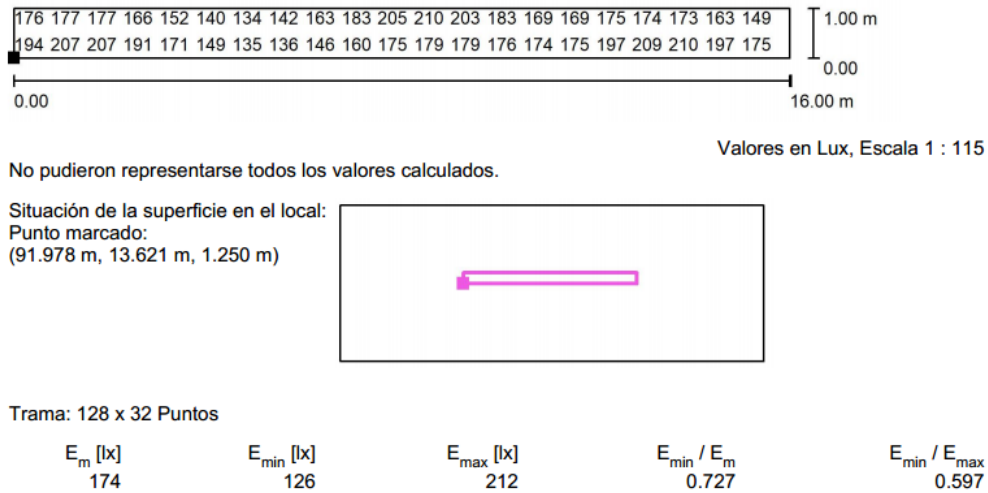 176 177 177 166 152 140 134 142 163 183 205 210 203 183 169 169 175 174 173 163 149
1.00 m
194 207 207 191 171 149 135 136 146 160 175 179 179 176 174 175 197 209 210 197 175
0.00
0.00 16.00 m
Valores en Lux, Escala 1 : 115
No pudieron representarse todos los valores calculados.
Situación de la superficie en el local:
Punto marcado:
(91.978 m, 13.621 m, 1.250 m)
Trama: 128 x 32 Puntos
Em [lx] Emin [lx] Emax [lx] Emin / Em Emin / Emax
174 126 212 0.727 0.597